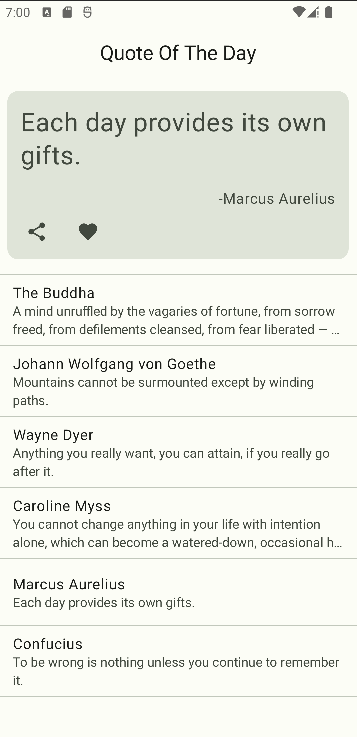 7:00
Quote Of The Day
Each day provides its own
gifts.
-Marcus Aurelius
The Buddha
A mind unruffled by the vagaries of fortune, from sorrow
freed, from defilements cleansed, from fear liberated — …
Johann Wolfgang von Goethe
Mountains cannot be surmounted except by winding
paths.
Wayne Dyer
Anything you really want, you can attain, if you really go
after it.
Caroline Myss
You cannot change anything in your life with intention
alone, which can become a watered-down, occasional h…
Marcus Aurelius
Each day provides its own gifts.
Confucius
To be wrong is nothing unless you continue to remember
it.